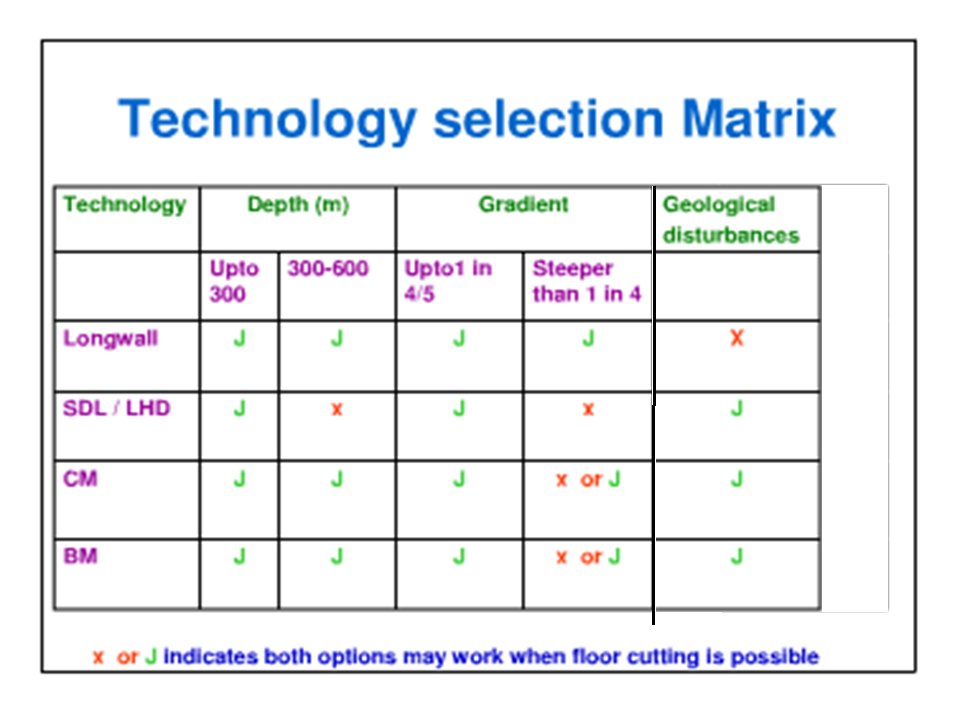 Technology selection Matrix
Technology Depth (m) Gradient Geological disturbances
Upto 300 300-600 Upto1 in 4/5 Steeper than 1 in 4
Longwall J J J J X
SDL / LHD J x J x J
CM J J J x or J J
BM J J J x or J J
x or J indicates both options may work when floor cutting is possible